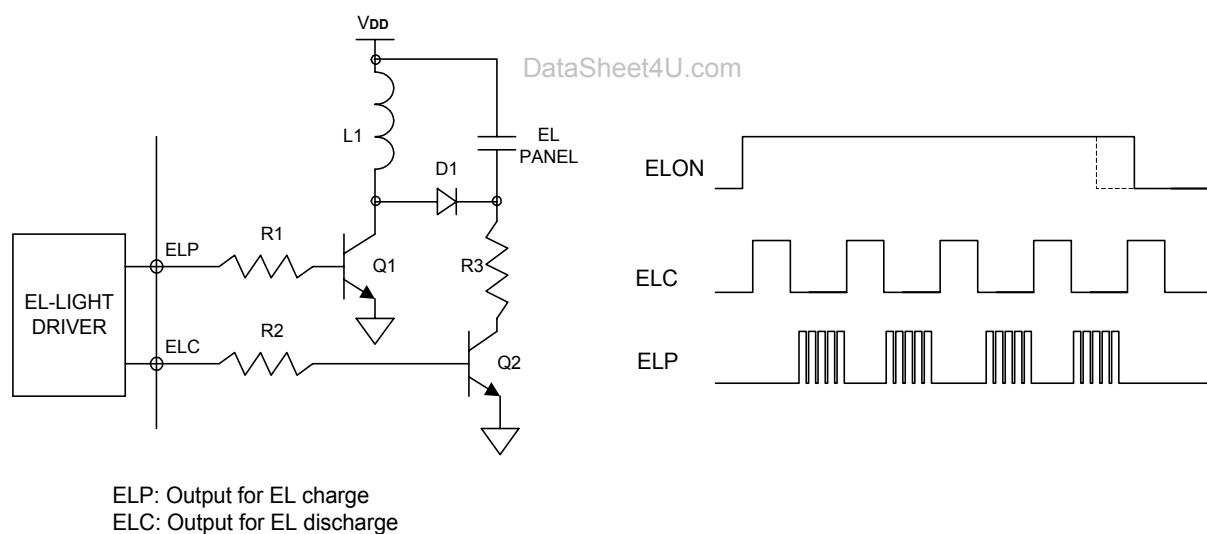 VDD
DataSheet4U.com
L1
EL
PANEL
D1
ELON
ELP
R1
Q1
R3
ELC
EL-LIGHT
DRIVER
R2
ELC
Q2
ELP
ELP: Output for EL charge
ELC: Output for EL discharge